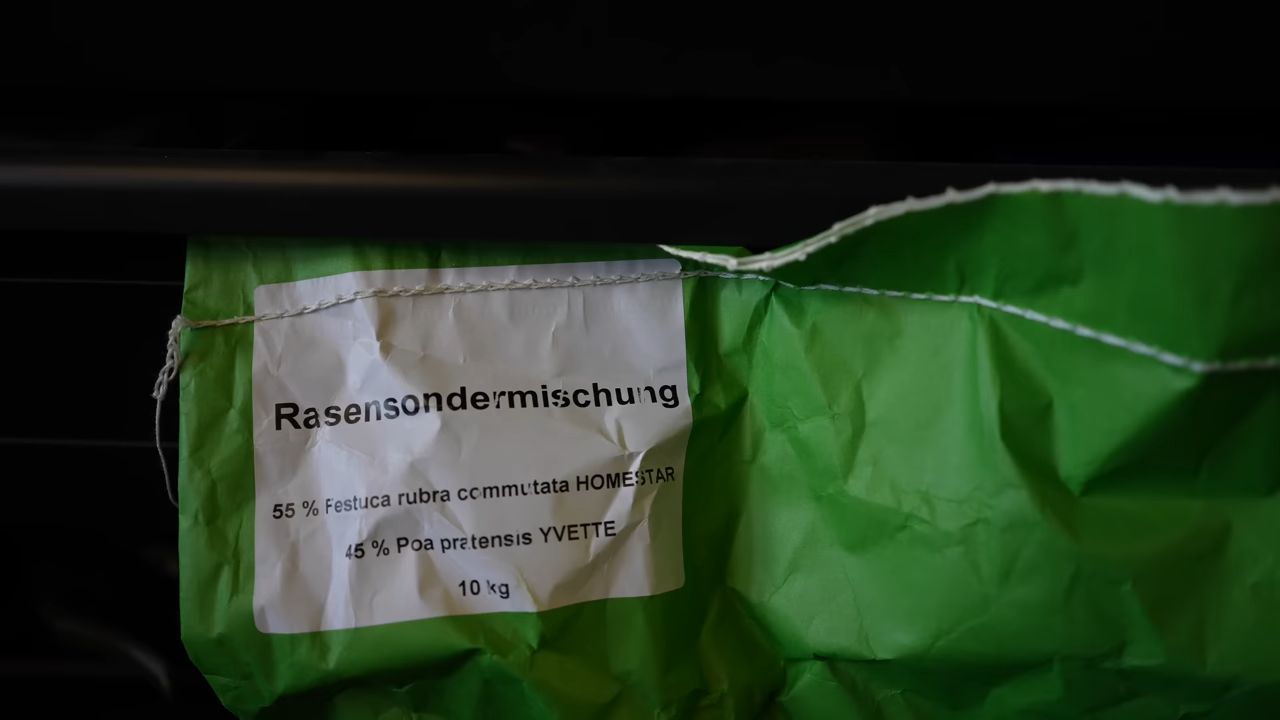 Rasensondermischung
55 % Festuca rubra commutata HOMESTAR
45 % Poa pratensis YVETTE
10 kg